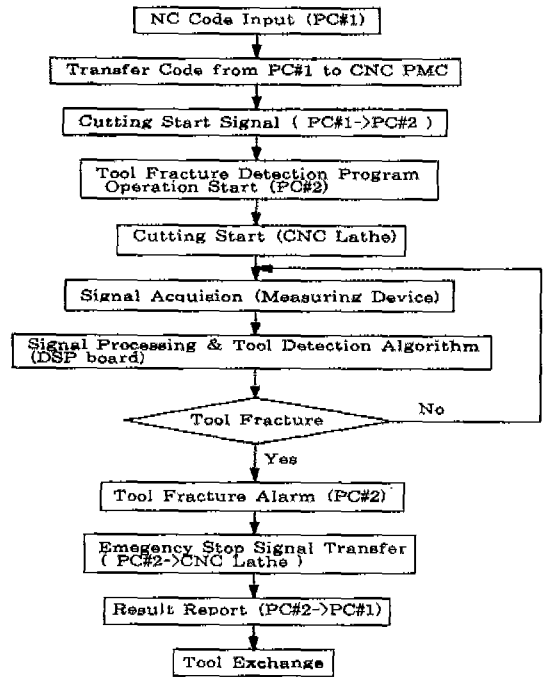 NC Code Input (PC#1)
Transfer Code from PC#1 to CNC PMC
Cutting Start Signal ( PC#1->PC#2 )
Tool Fracture Detection Program
Operation Start (PC#2)
Cutting Start (CNC Lathe)
Signal Acquision (Measuring Device)
Signal Processing & Tool Detection Algorithm
(DSP board)
Tool Fracture
No
Yes
Tool Fracture Alarm (PC#2)
Emegency Stop Signal Transfer
( PC#2->CNC Lathe )
Result Report (PC#2->PC#1)
Tool Exchange